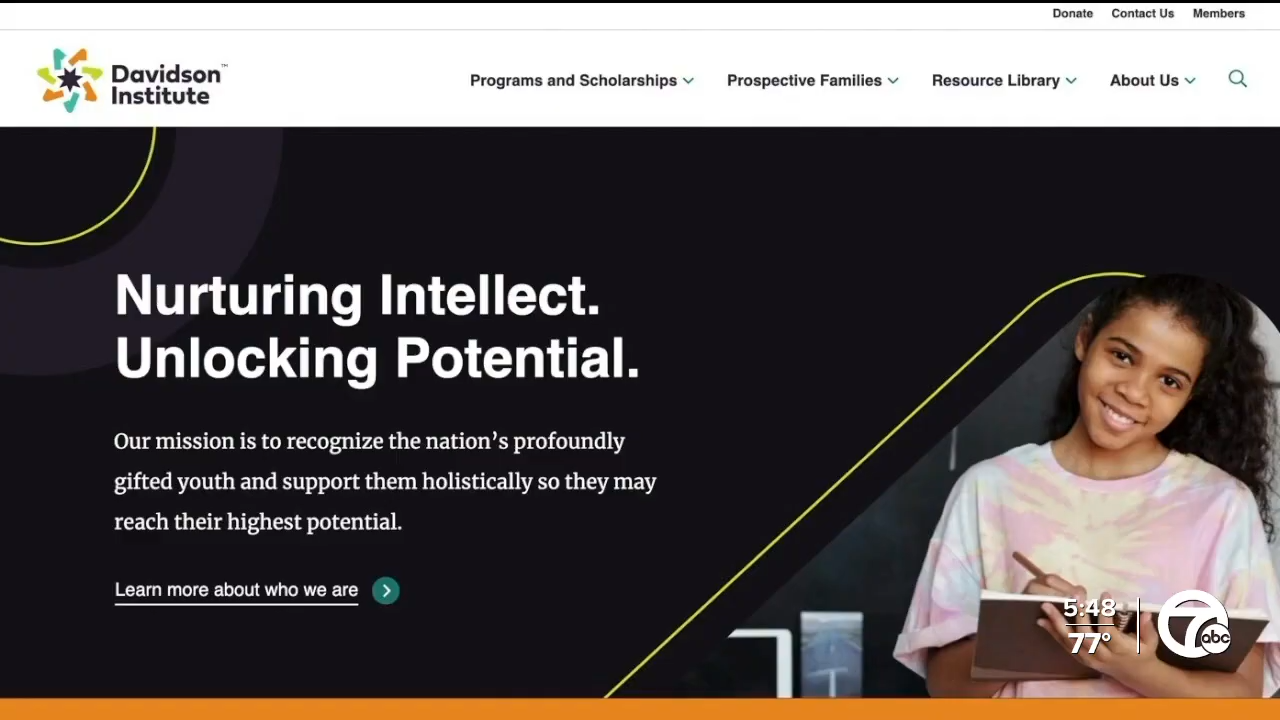 Donate Contact Us Members
Davidson
Institute™
Programs and Scholarships Prospective Families Resource Library About Us
Nurturing Intellect.
Unlocking Potential.
Our mission is to recognize the nation's profoundly
gifted youth and support them holistically so they may
reach their highest potential.
Learn more about who we are
5:48
77°
7 abc